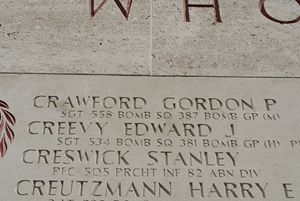 WHO
CRAWFORD GORDON P
SGT 558 BOMB SQ 387 BOMB GP (M)
CREEVY EDWARD J
SGT 534 BOMB SQ 381 BOMB GP (H)
CRESWICK STANLEY
PFC 505 PRCHT INF 82 ABN DIV
CREUTZMANN HARRY E